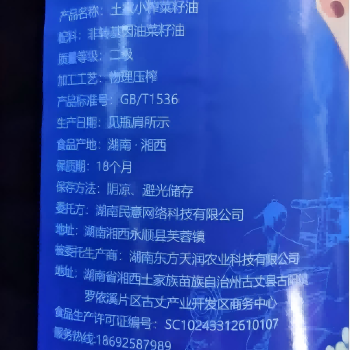 产品名称：土家小榨菜籽油
配料：非转基因油菜籽油
质量等级：二级
加工工艺：物理压榨
产品标准号：GB/T1536
生产日期：见瓶肩所示
食品产地：湖南·湘西
保质期：18个月
保存方法：阴凉、避光储存
委托方：湖南民意网络科技有限公司
地址：湖南湘西永顺县芙蓉镇
被委托生产商：湖南东方天润农业科技有限公司
地址：湖南省湘西土家族苗族自治州古丈县古阳镇
罗依溪片区古丈产业开发区商务中心
食品生产许可证编号：SC10243312610107
服务热线:18692587989